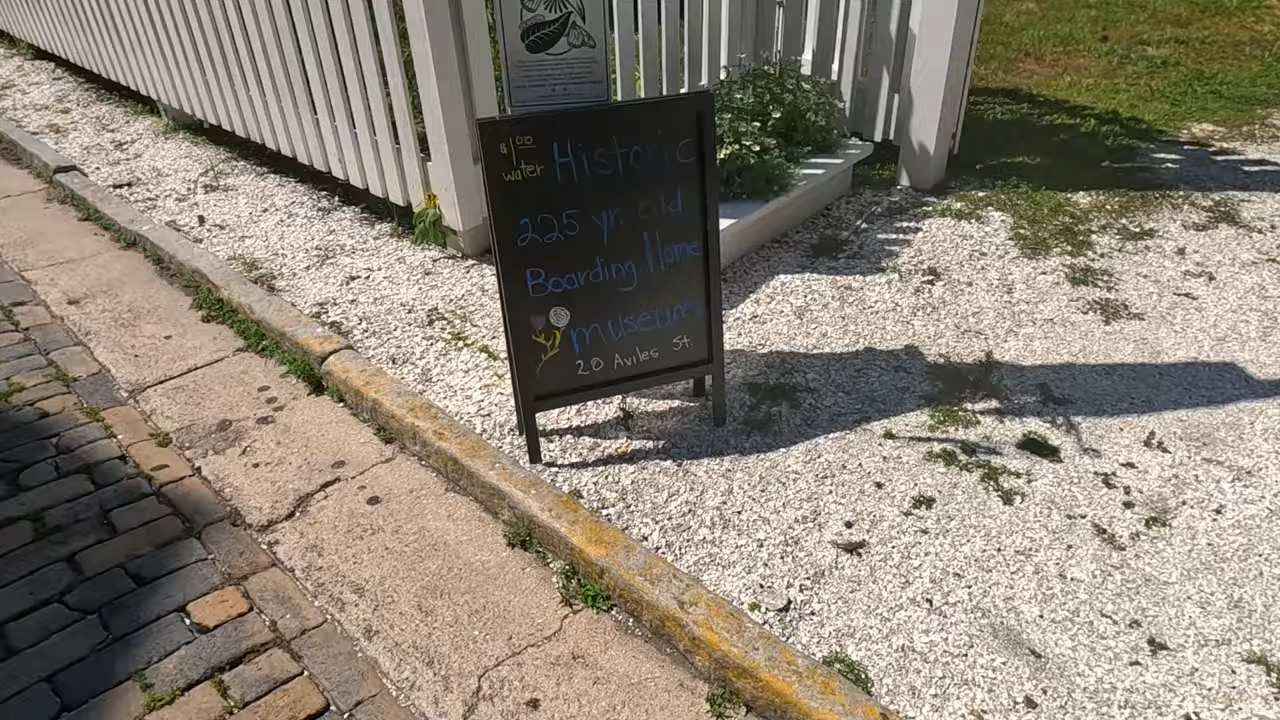 $1.00
water
Historic
225 yr. old
Boarding Home
museum
20 Aviles St.